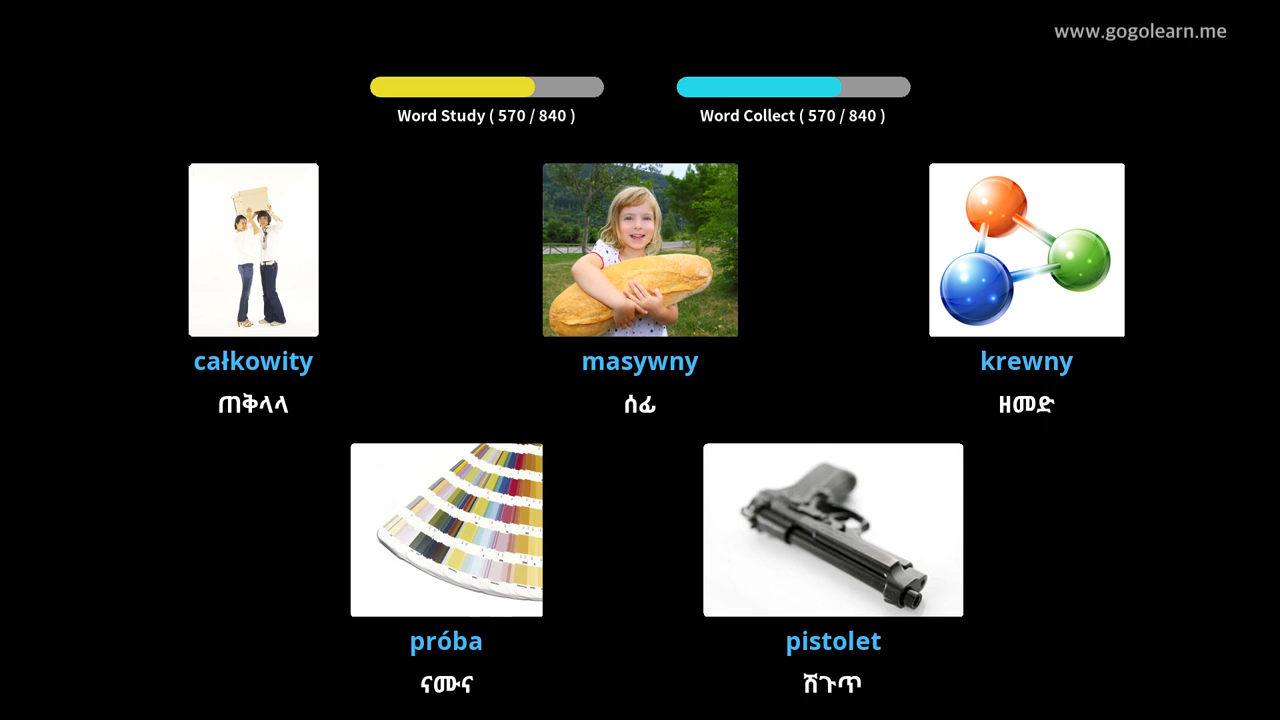 www.gogolearn.me
Word Study ( 570 / 840 )
Word Collect ( 570 / 840 )
całkowity
masywny
krewny
ጠቅላላ
ሰፊ
ዘመድ
próba
pistolet
ናሙና
ሽጉጥ